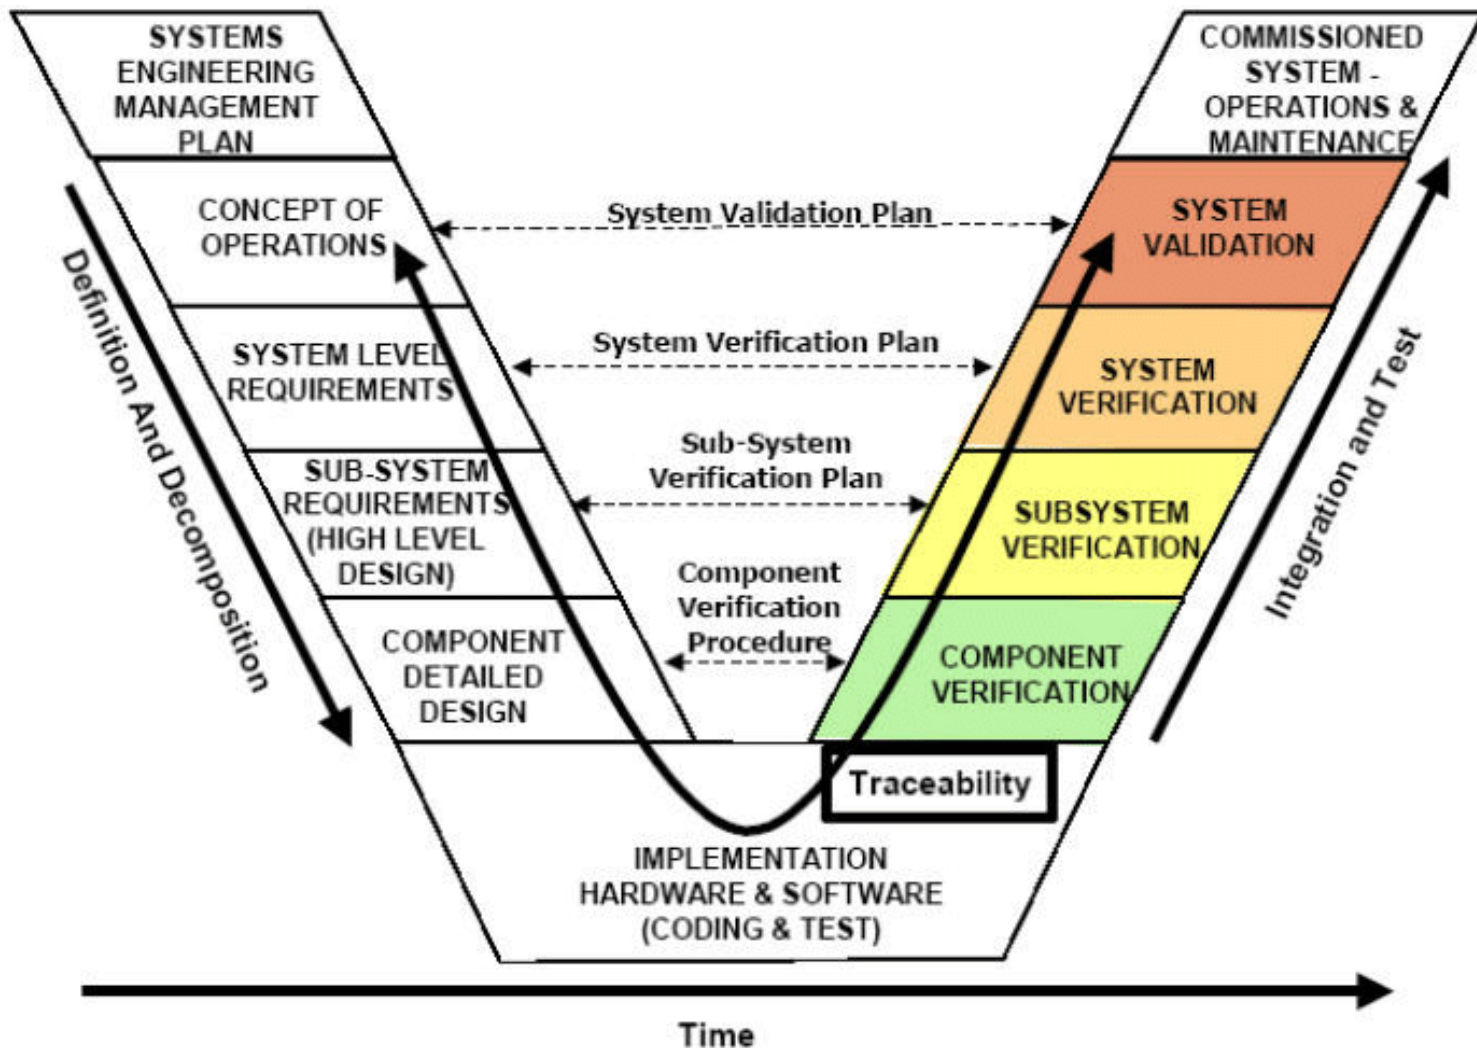 SYSTEMS
ENGINEERING
MANAGEMENT
PLAN
COMMISSIONED
SYSTEM -
OPERATIONS &
MAINTENANCE
CONCEPT OF
OPERATIONS
System Validation Plan
SYSTEM
VALIDATION
Definition And Decomposition
SYSTEM LEVEL
REQUIREMENTS
System Verification Plan
SYSTEM
VERIFICATION
Integration and Test
SUB-SYSTEM
REQUIREMENTS
(HIGH LEVEL
DESIGN)
Sub-System
Verification Plan
SUBSYSTEM
VERIFICATION
COMPONENT
DETAILED
DESIGN
Component
Verification
Procedure
COMPONENT
VERIFICATION
Traceability
IMPLEMENTATION
HARDWARE & SOFTWARE
(CODING & TEST)
Time